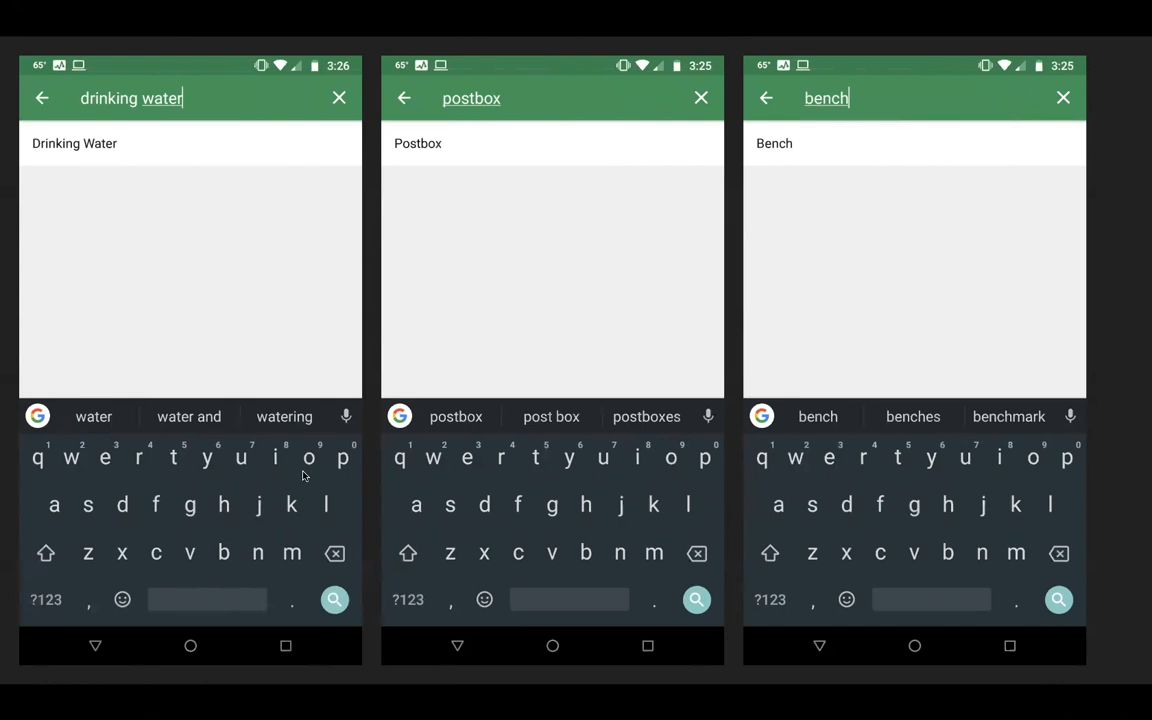 65° 3:26
drinking water
Drinking Water
water water and watering
1 2 3 4 5 6 7 8 9 0
q w e r t y u i o p
a s d f g h j k l
z x c v b n m
?123 , .
65° 3:25
postbox
Postbox
postbox post box postboxes
1 2 3 4 5 6 7 8 9 0
q w e r t y u i o p
a s d f g h j k l
z x c v b n m
?123 , .
65° 3:25
bench
Bench
bench benches benchmark
1 2 3 4 5 6 7 8 9 0
q w e r t y u i o p
a s d f g h j k l
z x c v b n m
?123 , .